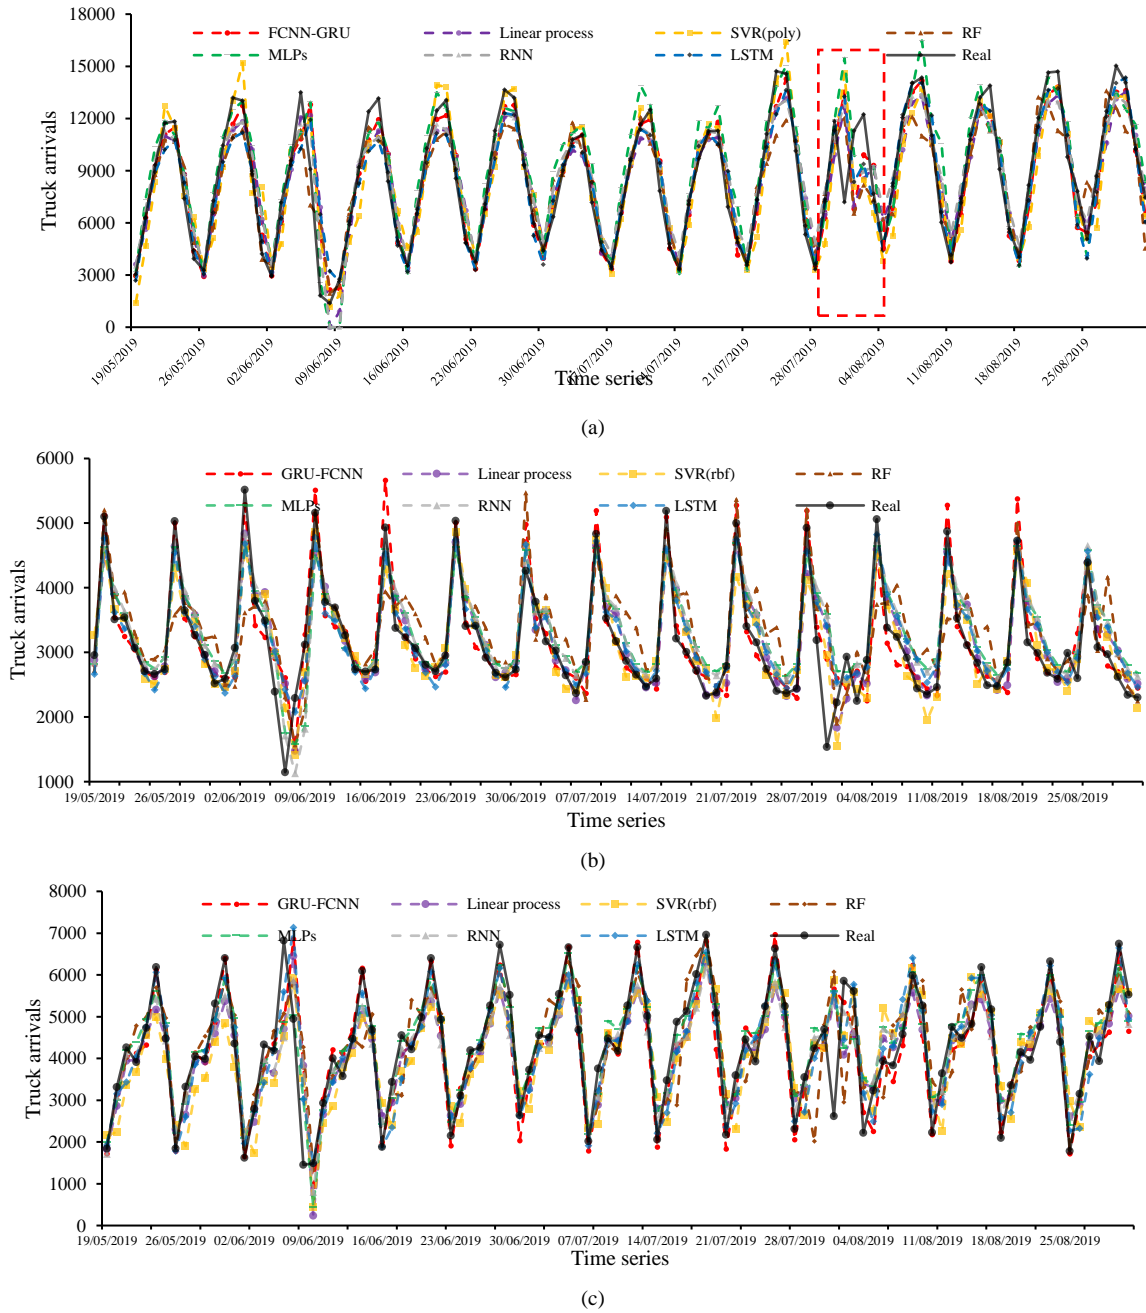 18000
15000
12000
9000
6000
3000
0
Truck arrivals
FCNN-GRU Linear process SVR(poly) RF
MLPs RNN LSTM Real
19/05/2019 26/05/2019 02/06/2019 09/06/2019 16/06/2019 23/06/2019 30/06/2019 21/07/2019 28/07/2019 04/08/2019 11/08/2019 18/08/2019 25/08/2019
Time series
(a)
6000
5000
4000
3000
2000
1000
Truck arrivals
GRU-FCNN Linear process SVR(rbf) RF
MLPs RNN LSTM Real
19/05/2019 26/05/2019 02/06/2019 09/06/2019 16/06/2019 23/06/2019 30/06/2019 07/07/2019 14/07/2019 21/07/2019 28/07/2019 04/08/2019 11/08/2019 18/08/2019 25/08/2019
Time series
(b)
8000
7000
6000
5000
4000
3000
2000
1000
0
Truck arrivals
GRU-FCNN Linear process SVR(rbf) RF
MLPs RNN LSTM Real
19/05/2019 26/05/2019 02/06/2019 09/06/2019 16/06/2019 23/06/2019 30/06/2019 07/07/2019 14/07/2019 21/07/2019 28/07/2019 04/08/2019 11/08/2019 18/08/2019 25/08/2019
Time series
(c)